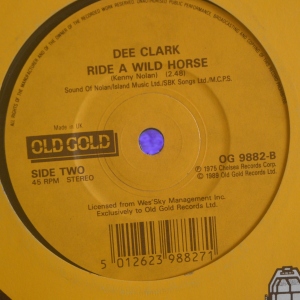 DEE CLARK
RIDE A WILD HORSE
(Kenny Nolan) (2.48)
Sound Of Nolan/Island Music Ltd./SBK Songs Ltd./M.C.P.S.
Made in UK
OLD GOLD
SIDE TWO
45 RPM STEREO
OG 9882-B
Ⓟ 1975 Chelsea Records Corp.
© 1988 Old Gold Records Ltd.
Licensed from Wes'Sky Management Inc.
Exclusively to Old Gold Records Ltd.
5 012623 988271